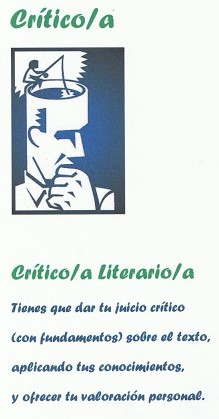 Crítico/a
Crítico/a Literario/a
Tienes que dar tu juicio crítico
(con fundamentos) sobre el texto,
aplicando tus conocimientos,
y ofrecer tu valoración personal.